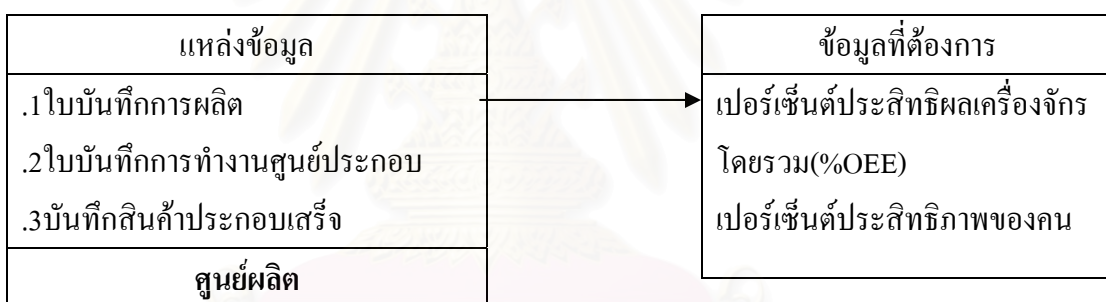 แหล่งข้อมูล
.1ใบบันทึกการผลิต
.2ใบบันทึกการทำงานศูนย์ประกอบ
.3บันทึกสินค้าประกอบเสร็จ
ศูนย์ผลิต
ข้อมูลที่ต้องการ
เปอร์เซ็นต์ประสิทธิผลเครื่องจักร
โดยรวม(%OEE)
เปอร์เซ็นต์ประสิทธิภาพของคน